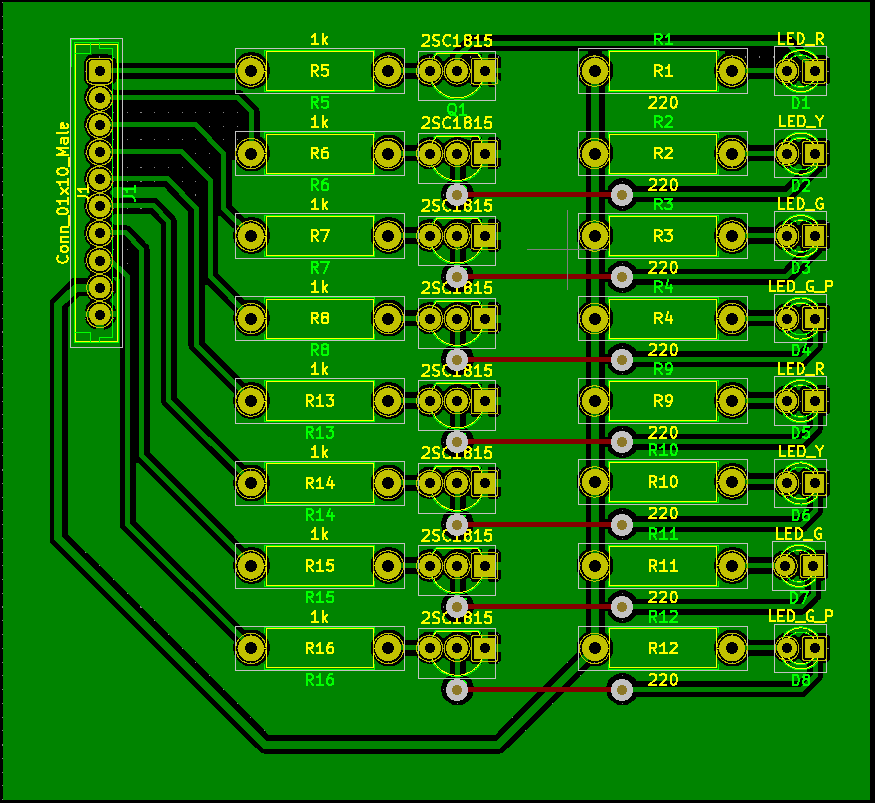 1k 2SC1815 R1 LED_R
R5 R1
R5 Q1 220 D1
1k 2SC1815 R2 LED_Y
R6 R2
R6 220 D2
Conn_01x10_Male J1 J1
1k 2SC1815 R3 LED_G
R7 R3
R7 220 D3
1k 2SC1815 R4 LED_G_P
R8 R4
R8 220 D4
1k 2SC1815 R9 LED_R
R13 R9
R13 220 D5
1k 2SC1815 R10 LED_Y
R14 R10
R14 220 D6
1k 2SC1815 R11 LED_G
R15 R11
R15 220 D7
1k 2SC1815 R12 LED_G_P
R16 R12
R16 220 D8